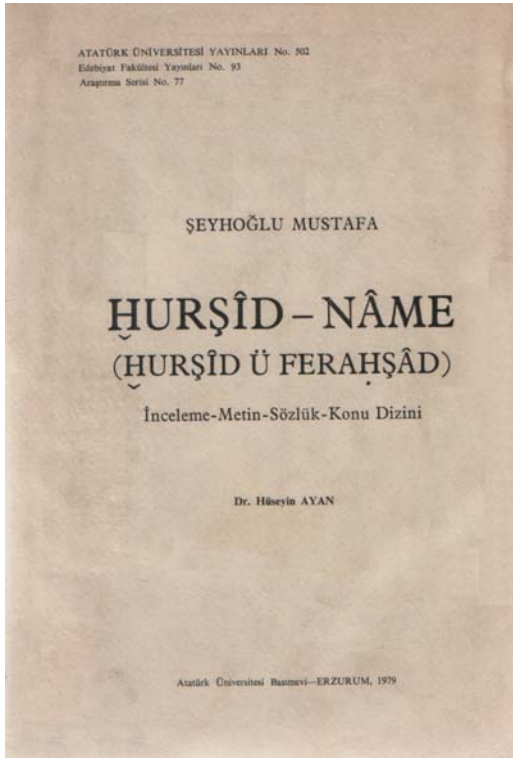 ATATÜRK ÜNİVERSİTESİ YAYINLARI No. 502
Edebiyat Fakültesi Yayınları No. 93
Araştırma Serisi No. 77
ŞEYHOĞLU MUSTAFA
ḪURŞÎD – NÂME
(ḪURŞÎD Ü FERAḤŞÂD)
İnceleme-Metin-Sözlük-Konu Dizini
Dr. Hüseyin AYAN
Atatürk Üniversitesi Basımevi—ERZURUM, 1979